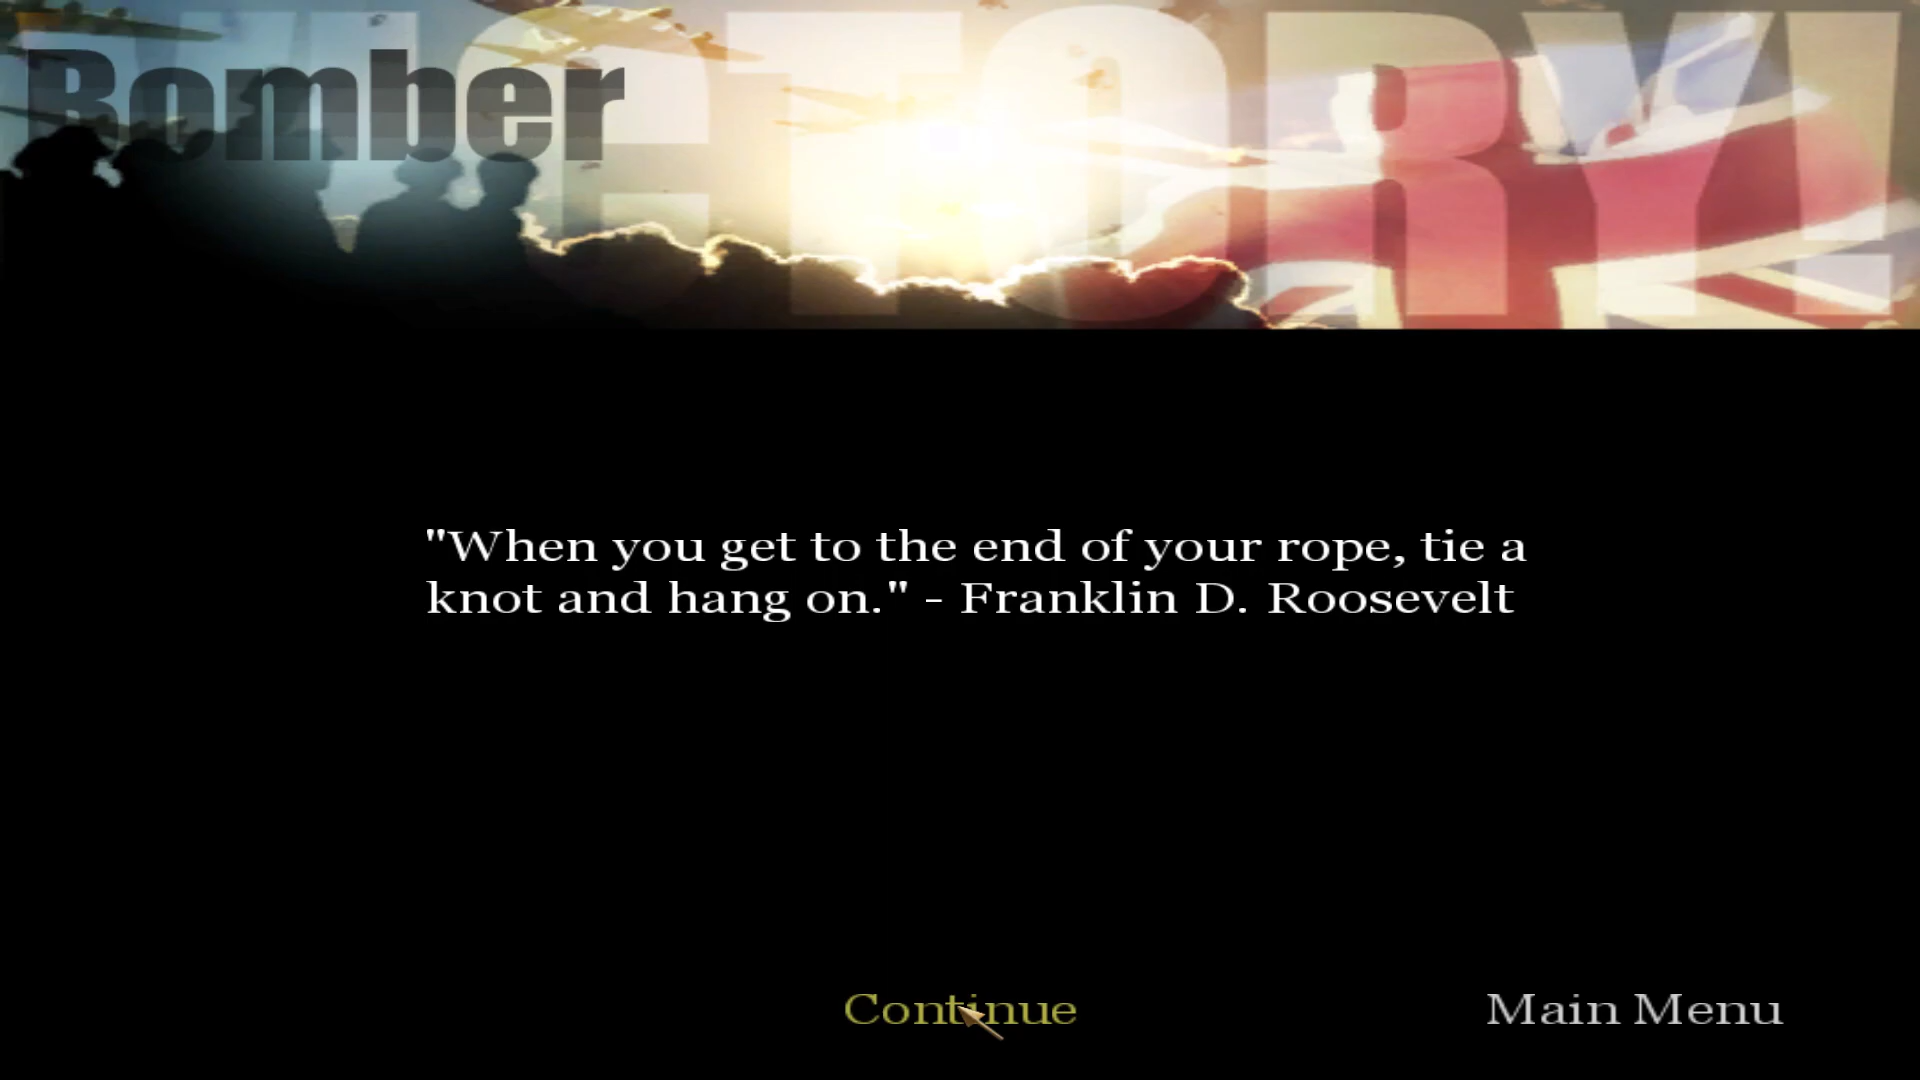 VICTORY!
Bomber
"When you get to the end of your rope, tie a
knot and hang on." - Franklin D. Roosevelt
Continue
Main Menu